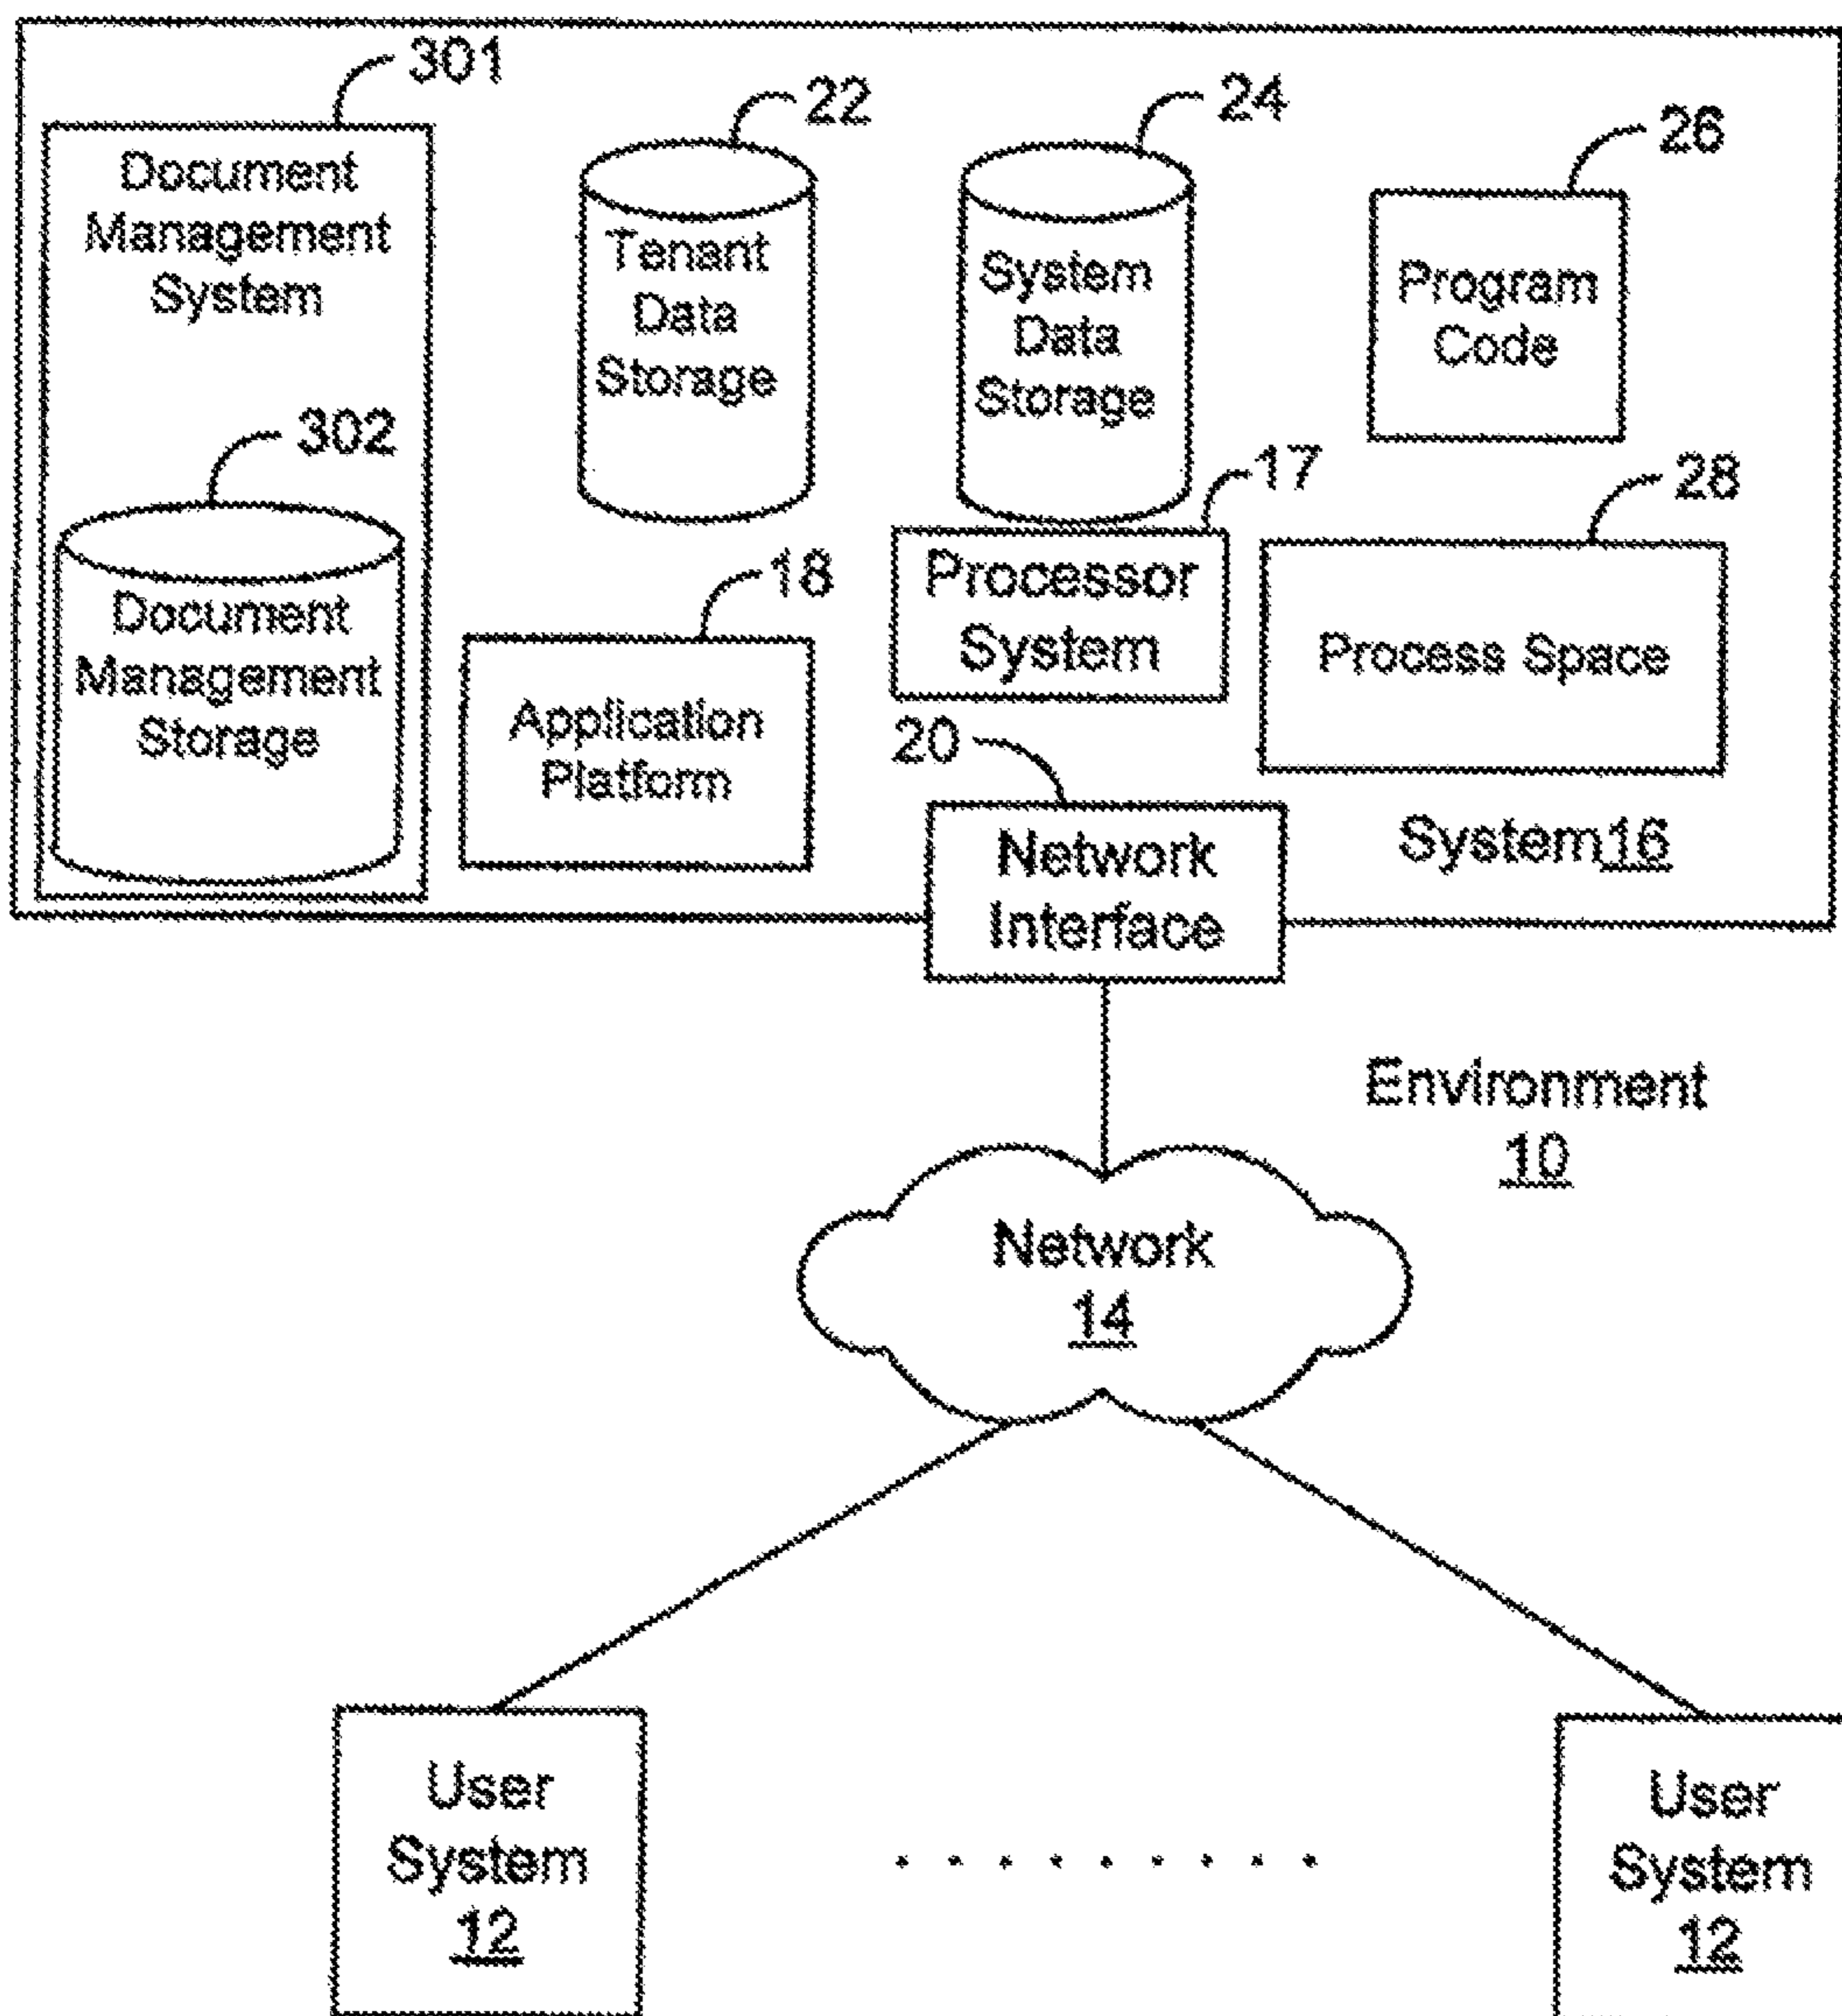 301
Document
Management
System
302
Document
Management
Storage
22
Tenant
Data
Storage
24
System
Data
Storage
26
Program
Code
17
Processor
System
28
Process Space
18
Application
Platform
20
Network
Interface
System 16
Environment
10
Network
14
User
System
12
User
System
12